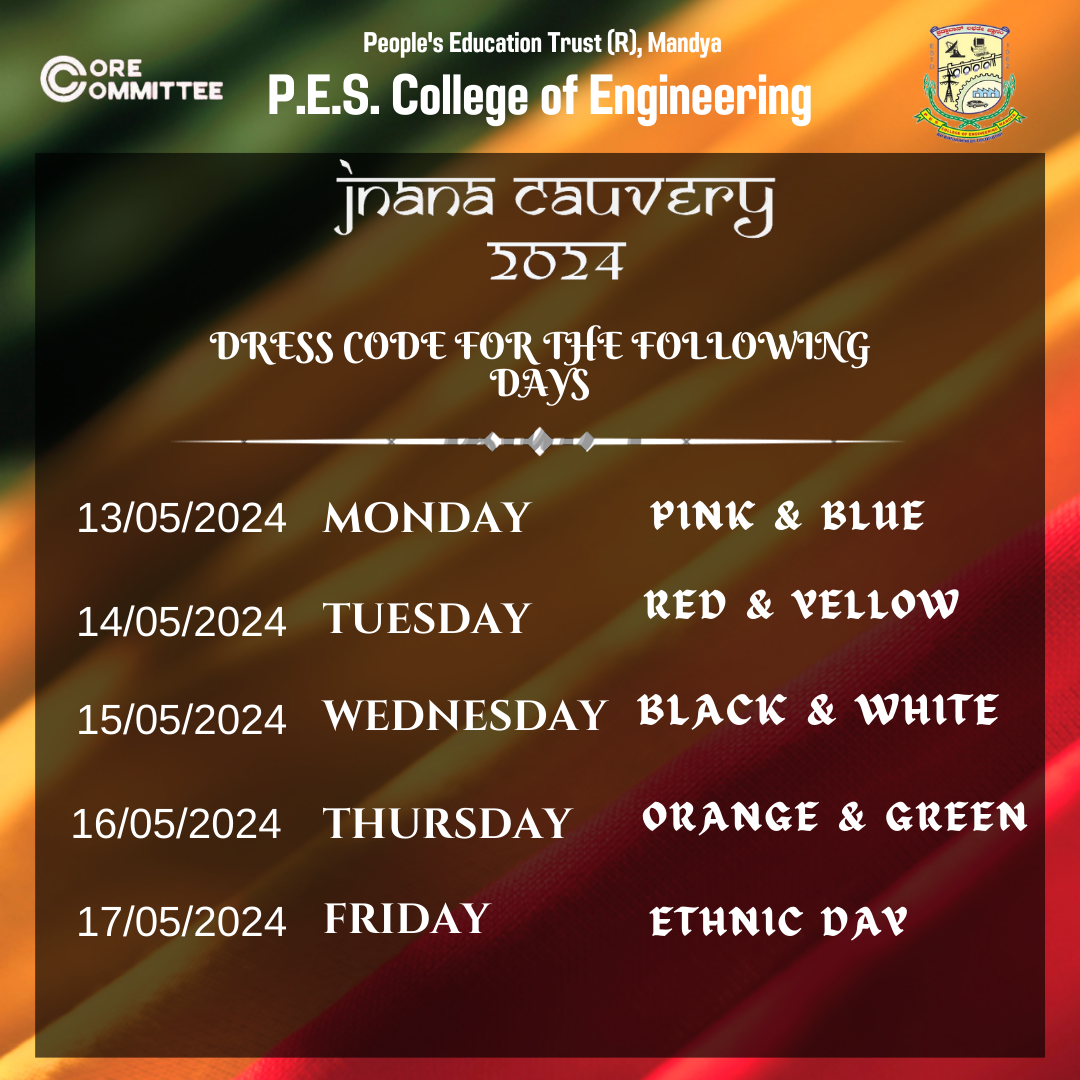 CORE
COMMITTEE
People's Education Trust (R), Mandya
P.E.S. College of Engineering
JNANA CAUVERY
2024
DRESS CODE FOR THE FOLLOWING
DAYS
13/05/2024 MONDAY PINK & BLUE
14/05/2024 TUESDAY RED & YELLOW
15/05/2024 WEDNESDAY BLACK & WHITE
16/05/2024 THURSDAY ORANGE & GREEN
17/05/2024 FRIDAY ETHNIC DAY